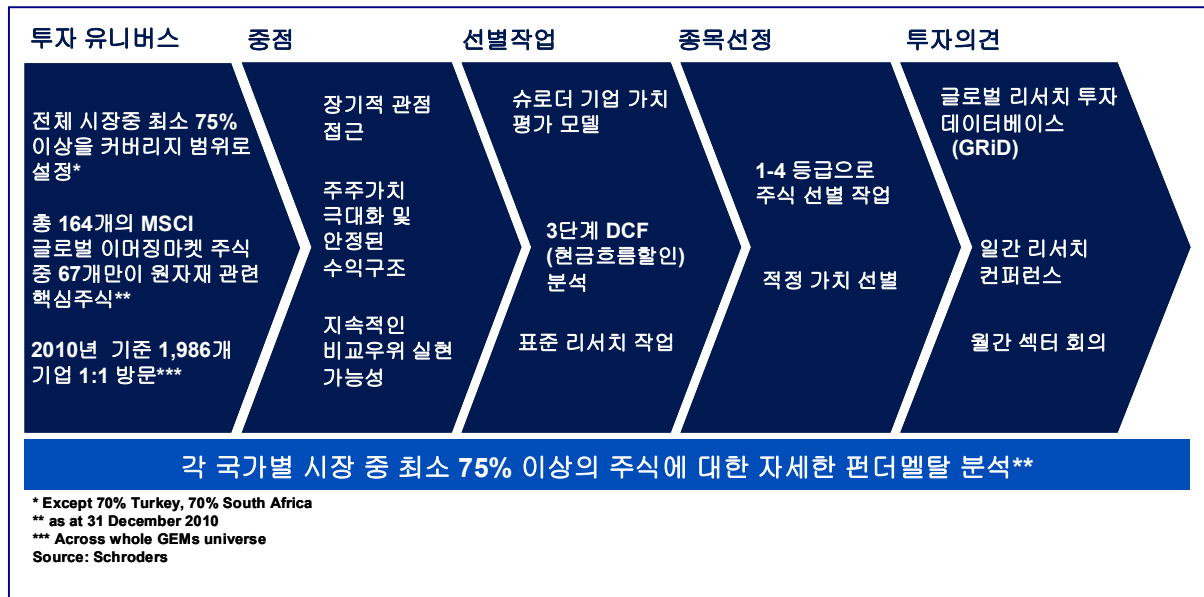 투자 유니버스
중점
선별작업
종목선정
투자의견
전체 시장중 최소 75%
이상을 커버리지 범위로
설정*
총 164개의 MSCI
글로벌 이머징마켓 주식
중 67개만이 원자재 관련
핵심주식**
2010년 기준 1,986개
기업 1:1 방문***
장기적 관점
접근
주주가치
극대화 및
안정된
수익구조
지속적인
비교우위 실현
가능성
슈로더 기업 가치
평가 모델
3단계 DCF
(현금흐름할인)
분석
표준 리서치 작업
1-4 등급으로
주식 선별 작업
적정 가치 선별
글로벌 리서치 투자
데이터베이스
(GRiD)
일간 리서치
컨퍼런스
월간 섹터 회의
각 국가별 시장 중 최소 75% 이상의 주식에 대한 자세한 펀더멜탈 분석**
* Except 70% Turkey, 70% South Africa
** as at 31 December 2010
*** Across whole GEMs universe
Source: Schroders